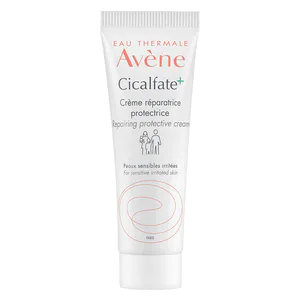 EAU THERMALE
Avène
Cicalfate+
Crème réparatrice
protectrice
Repairing protective cream
Peaux sensibles irritées
For sensitive irritated skin